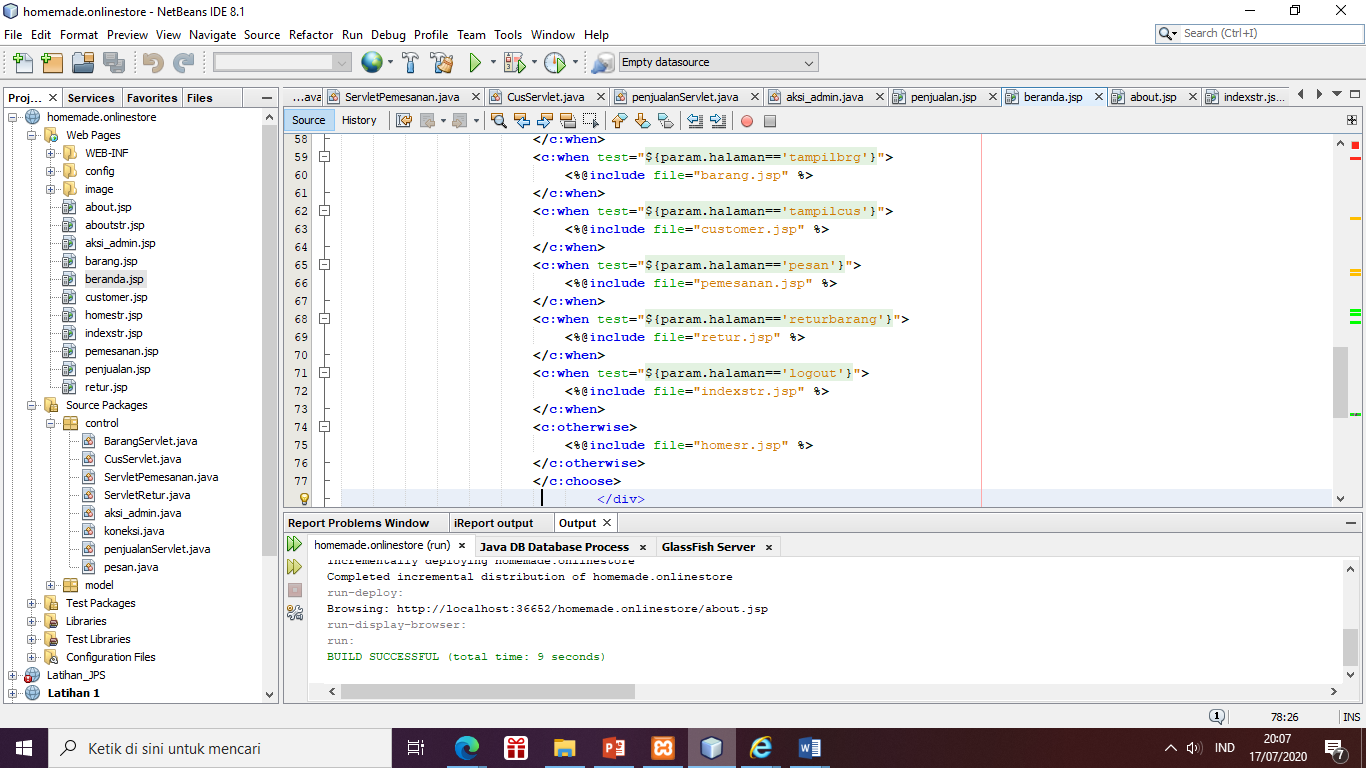 homemade.onlinestore - NetBeans IDE 8.1
File Edit Format Preview View Navigate Source Refactor Run Debug Profile Team Tools Window Help
Search (Ctrl+I)
Empty datasource
Proj... Services Favorites Files
homemade.onlinestore
Web Pages
WEB-INF
config
image
about.jsp
aboutstr.jsp
aksi_admin.jsp
barang.jsp
beranda.jsp
customer.jsp
homestr.jsp
indexstr.jsp
pemesanan.jsp
penjualan.jsp
retur.jsp
Source Packages
control
BarangServlet.java
CusServlet.java
ServletPemesanan.java
ServletRetur.java
aksi_admin.java
koneksi.java
penjualanServlet.java
pesan.java
model
Test Packages
Libraries
Test Libraries
Configuration Files
Latihan_JPS
Latihan 1
...ava ServletPemesanan.java CusServlet.java penjualanServlet.java aksi_admin.java penjualan.jsp beranda.jsp about.jsp indexstr.js...
Source History
58 </c:when>
59 <c:when test="${param.halaman=='tampilbrg'}">
60 <%@include file="barang.jsp" %>
61 </c:when>
62 <c:when test="${param.halaman=='tampilcus'}">
63 <%@include file="customer.jsp" %>
64 </c:when>
65 <c:when test="${param.halaman=='pesan'}">
66 <%@include file="pemesanan.jsp" %>
67 </c:when>
68 <c:when test="${param.halaman=='returbarang'}">
69 <%@include file="retur.jsp" %>
70 </c:when>
71 <c:when test="${param.halaman=='logout'}">
72 <%@include file="indexstr.jsp" %>
73 </c:when>
74 <c:otherwise>
75 <%@include file="homesr.jsp" %>
76 </c:otherwise>
77 </c:choose>
</div>
Report Problems Window iReport output Output
homemade.onlinestore (run) Java DB Database Process GlassFish Server
Incrementally deploying homemade.onlinestore
Completed incremental distribution of homemade.onlinestore
run-deploy:
Browsing: http://localhost:36652/homemade.onlinestore/about.jsp
run-display-browser:
run:
BUILD SUCCESSFUL (total time: 9 seconds)
1 78:26 INS
Ketik di sini untuk mencari
IND
20:07
17/07/2020
7